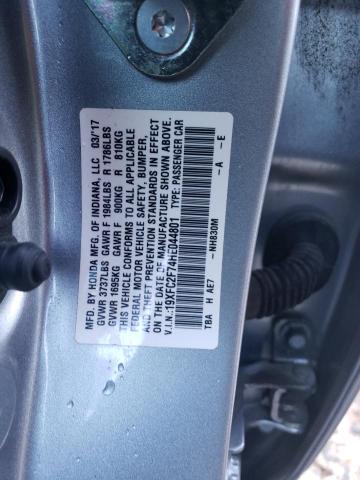 MFD. BY HONDA MFG. OF INDIANA, LLC 03/17
GVWR 3737LBS GAWR F 1984LBS R 1786LBS
GVWR 1695KG GAWR F 900KG R 810KG
THIS VEHICLE CONFORMS TO ALL APPLICABLE
FEDERAL MOTOR VEHICLE SAFETY, BUMPER,
AND THEFT PREVENTION STANDARDS IN EFFECT
ON THE DATE OF MANUFACTURE SHOWN ABOVE.
V.I.N.:19XFC2F74HE044801 TYPE: PASSENGER CAR
NH830M -A -E
TBA H AE7